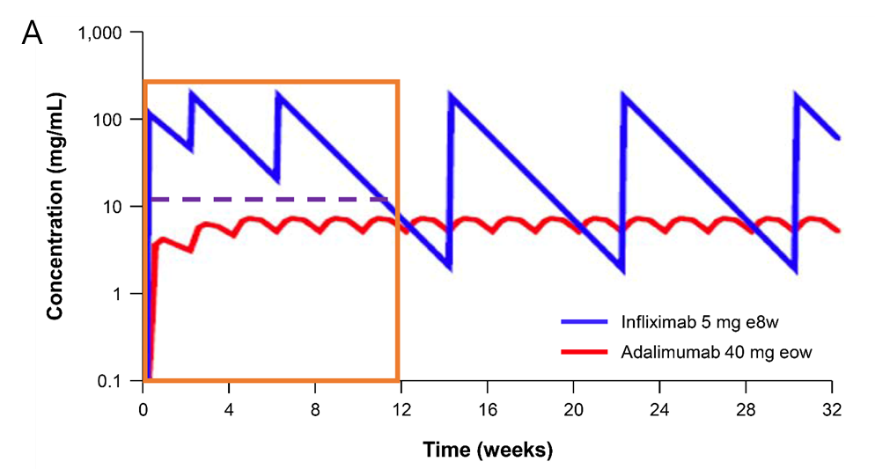 A
1,000
100
10
1
0.1
Concentration (mg/mL)
0 4 8 12 16 20 24 28 32
Time (weeks)
Infliximab 5 mg e8w
Adalimumab 40 mg eow